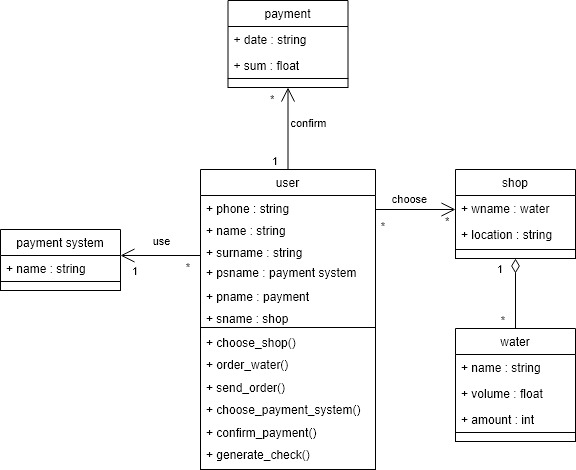 payment
+ date : string
+ sum : float
*
confirm
1
user
+ phone : string
+ name : string
+ surname : string
+ psname : payment system
+ pname : payment
+ sname : shop
+ choose_shop()
+ order_water()
+ send_order()
+ choose_payment_system()
+ confirm_payment()
+ generate_check()
payment system
+ name : string
use
1
*
choose
*
*
shop
+ wname : water
+ location : string
1
*
water
+ name : string
+ volume : float
+ amount : int